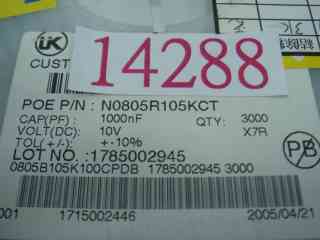 UK
3K
CUST
14288
POE P/N : N0805R105KCT
CAP(PF) : 1000nF QTY: 3000
VOLT(DC): 10V X7R
TOL(+/-): +-10%
LOT NO. :1785002945
0805B105K100CPDB 1785002945 3000
PB
001 1715002446 2005/04/21